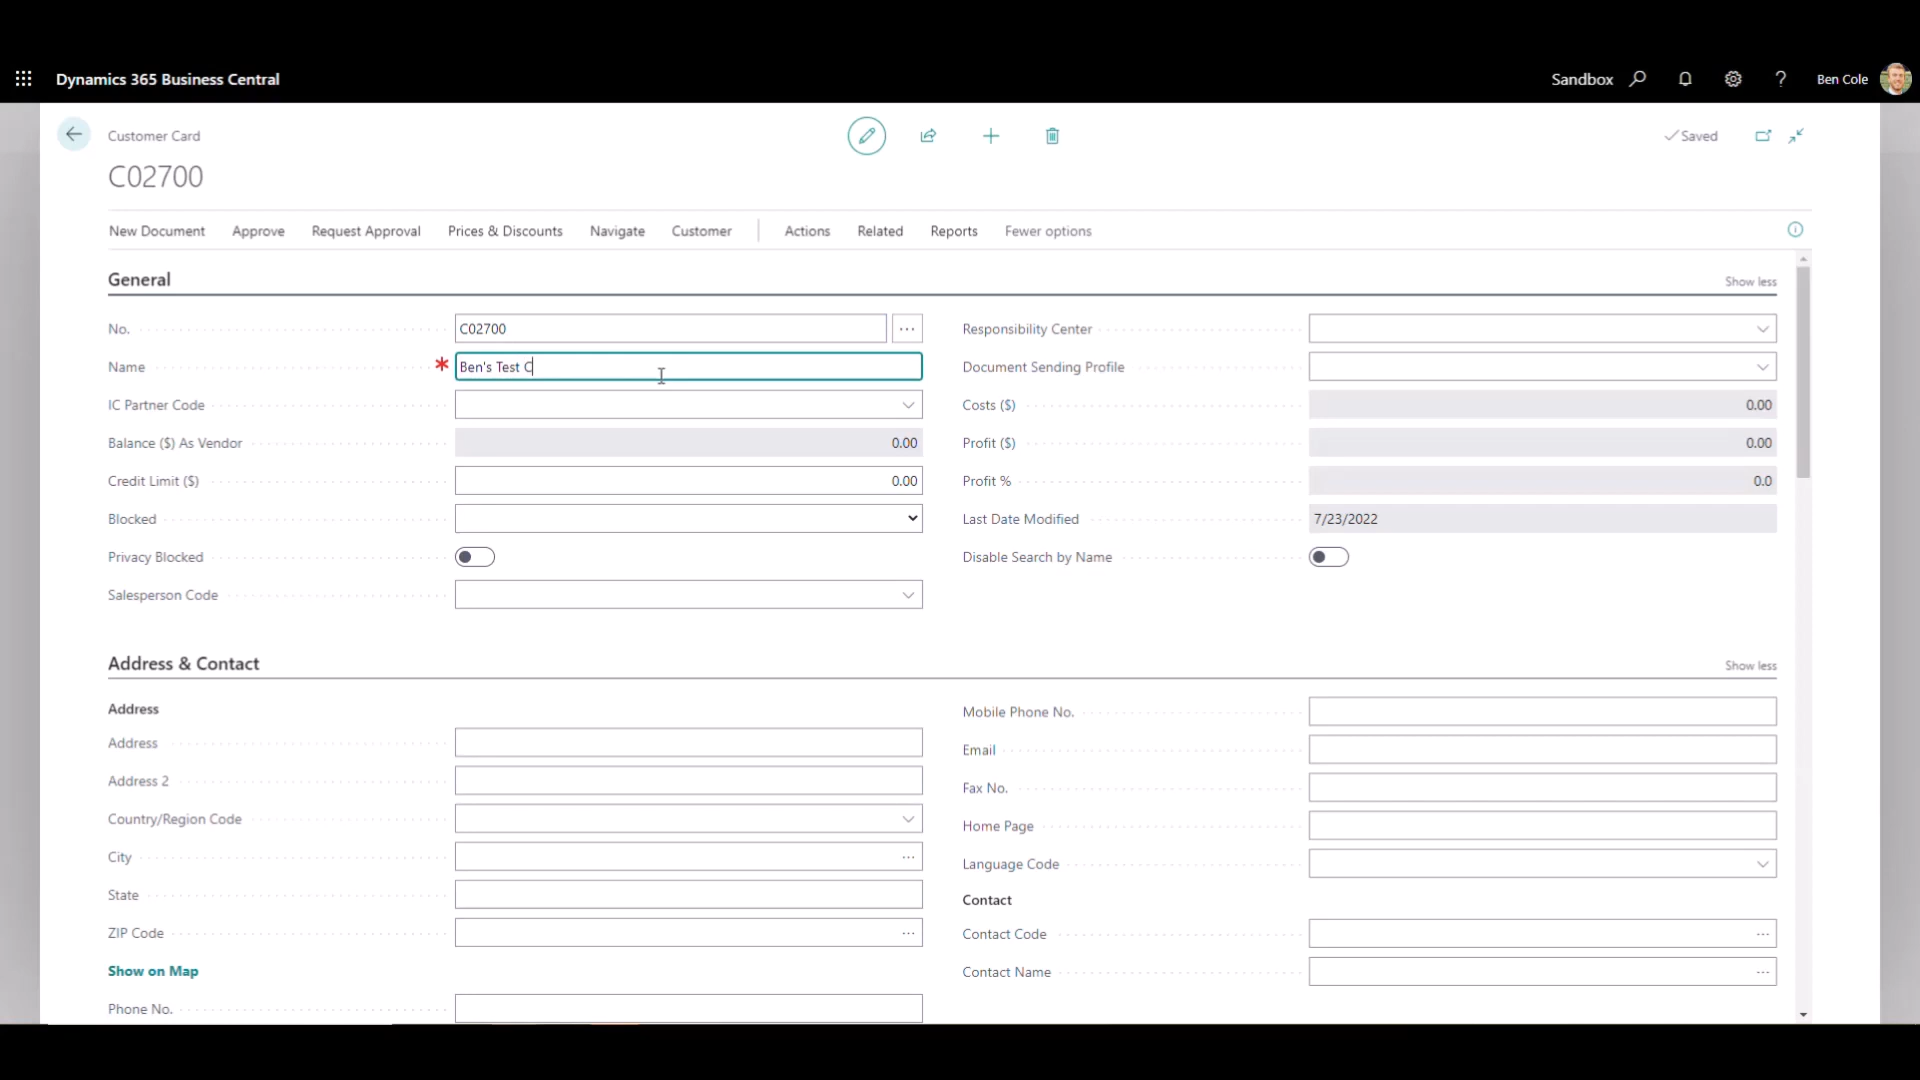 Dynamics 365 Business Central
Sandbox
Ben Cole
Customer Card
Saved
C02700
New Document
Approve
Request Approval
Prices & Discounts
Navigate
Customer
Actions
Related
Reports
Fewer options
General
Show less
No.
C02700
Name
Ben's Test C
IC Partner Code
Balance ($) As Vendor
0.00
Credit Limit ($)
0.00
Blocked
Privacy Blocked
Salesperson Code
Responsibility Center
Document Sending Profile
Costs ($)
0.00
Profit ($)
0.00
Profit %
0.0
Last Date Modified
7/23/2022
Disable Search by Name
Address & Contact
Show less
Address
Address
Address 2
Country/Region Code
City
State
ZIP Code
Show on Map
Phone No.
Mobile Phone No.
Email
Fax No.
Home Page
Language Code
Contact
Contact Code
Contact Name